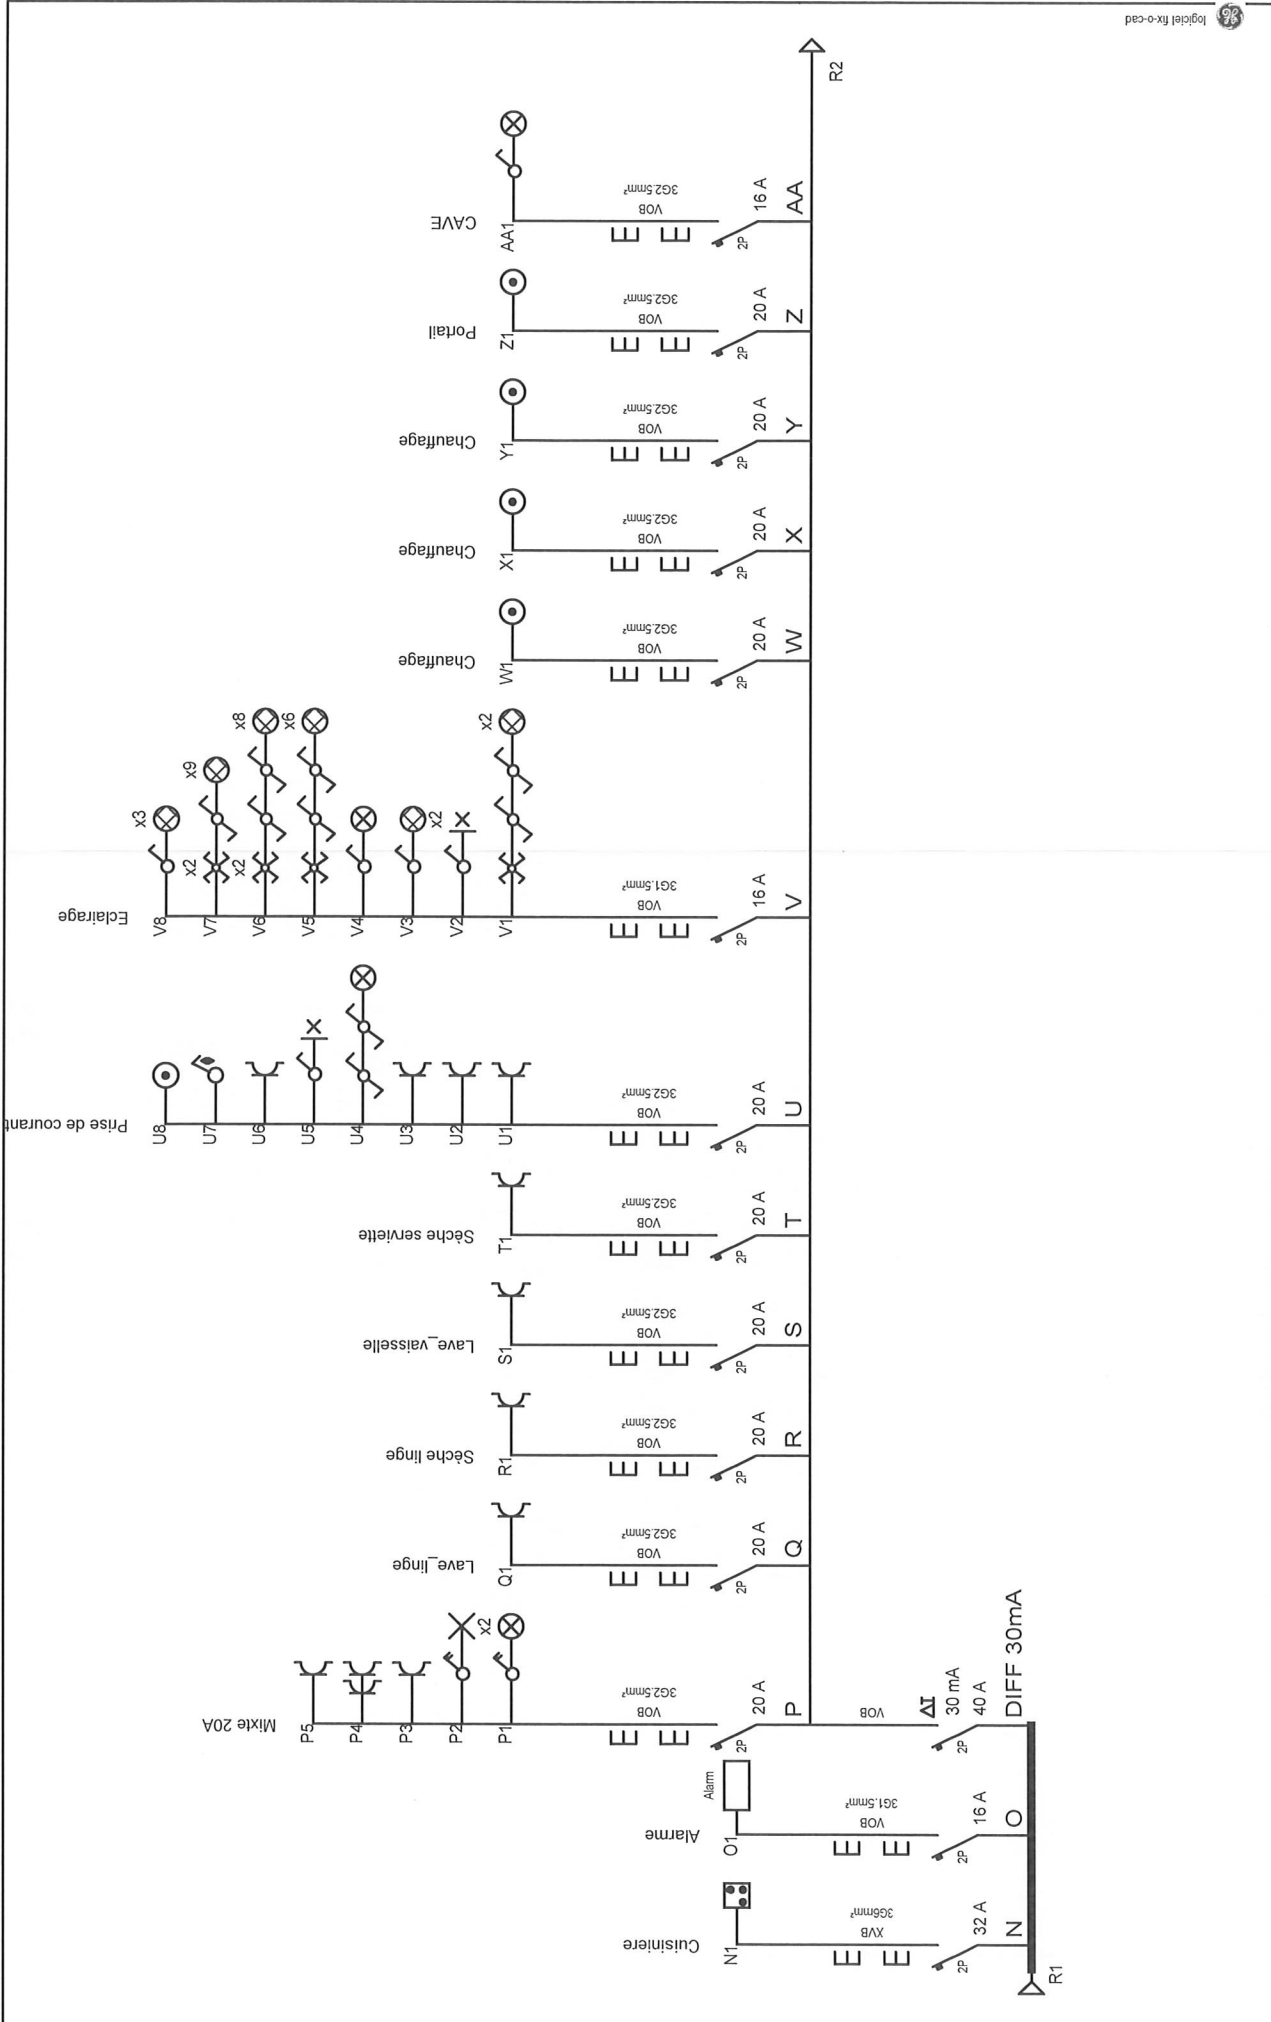 logiciel fix-o-cad
R2
CAVE
AA1
3G2.5mm²
VOB
2P
16 A
AA
Portail
Z1
3G2.5mm²
VOB
2P
20 A
Z
Chauffage
Y1
3G2.5mm²
VOB
2P
20 A
Y
Chauffage
X1
3G2.5mm²
VOB
2P
20 A
X
Chauffage
W1
3G2.5mm²
VOB
2P
20 A
W
Eclairage
V8
x3
V7
x2
x9
V6
x2
x8
V5
x6
V4
V3
V2
x2
V1
x2
3G1.5mm²
VOB
2P
16 A
V
Prise de courant
U8
U7
U6
U5
U4
U3
U2
U1
3G2.5mm²
VOB
2P
20 A
U
Sèche serviette
T1
3G2.5mm²
VOB
2P
20 A
T
Lave_vaisselle
S1
3G2.5mm²
VOB
2P
20 A
S
Sèche linge
R1
3G2.5mm²
VOB
2P
20 A
R
Lave_linge
Q1
3G2.5mm²
VOB
2P
20 A
Q
Mixte 20A
P5
P4
P3
P2
P1
x2
3G2.5mm²
VOB
2P
20 A
P
VOB
ΔI
30 mA
40 A
2P
DIFF 30mA
Alarme
Alarm
O1
3G1.5mm²
VOB
2P
16 A
O
Cuisiniere
N1
3G6mm²
XVB
2P
32 A
N
R1